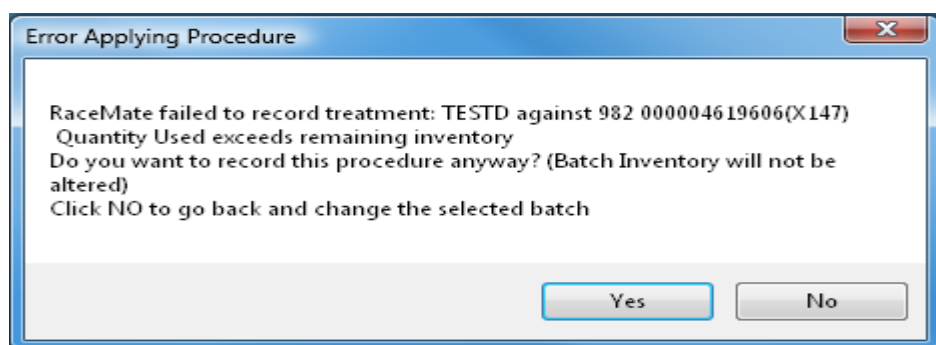 Error Applying Procedure
RaceMate failed to record treatment: TESTD against 982 000004619606(X147)
Quantity Used exceeds remaining inventory
Do you want to record this procedure anyway? (Batch Inventory will not be
altered)
Click NO to go back and change the selected batch
Yes
No